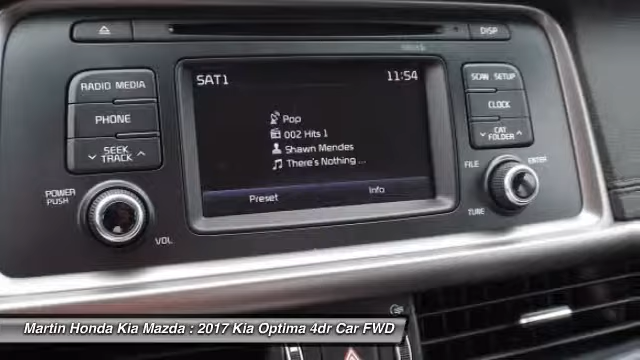 DISP
RADIO MEDIA
PHONE
SEEK
TRACK
POWER
PUSH
VOL
SAT1
11:54
Pop
002 Hits 1
Shawn Mendes
There's Nothing ...
Preset
Info
SCAN SETUP
CLOCK
CAT
FOLDER
FILE
ENTER
TUNE
Martin Honda Kia Mazda : 2017 Kia Optima 4dr Car FWD